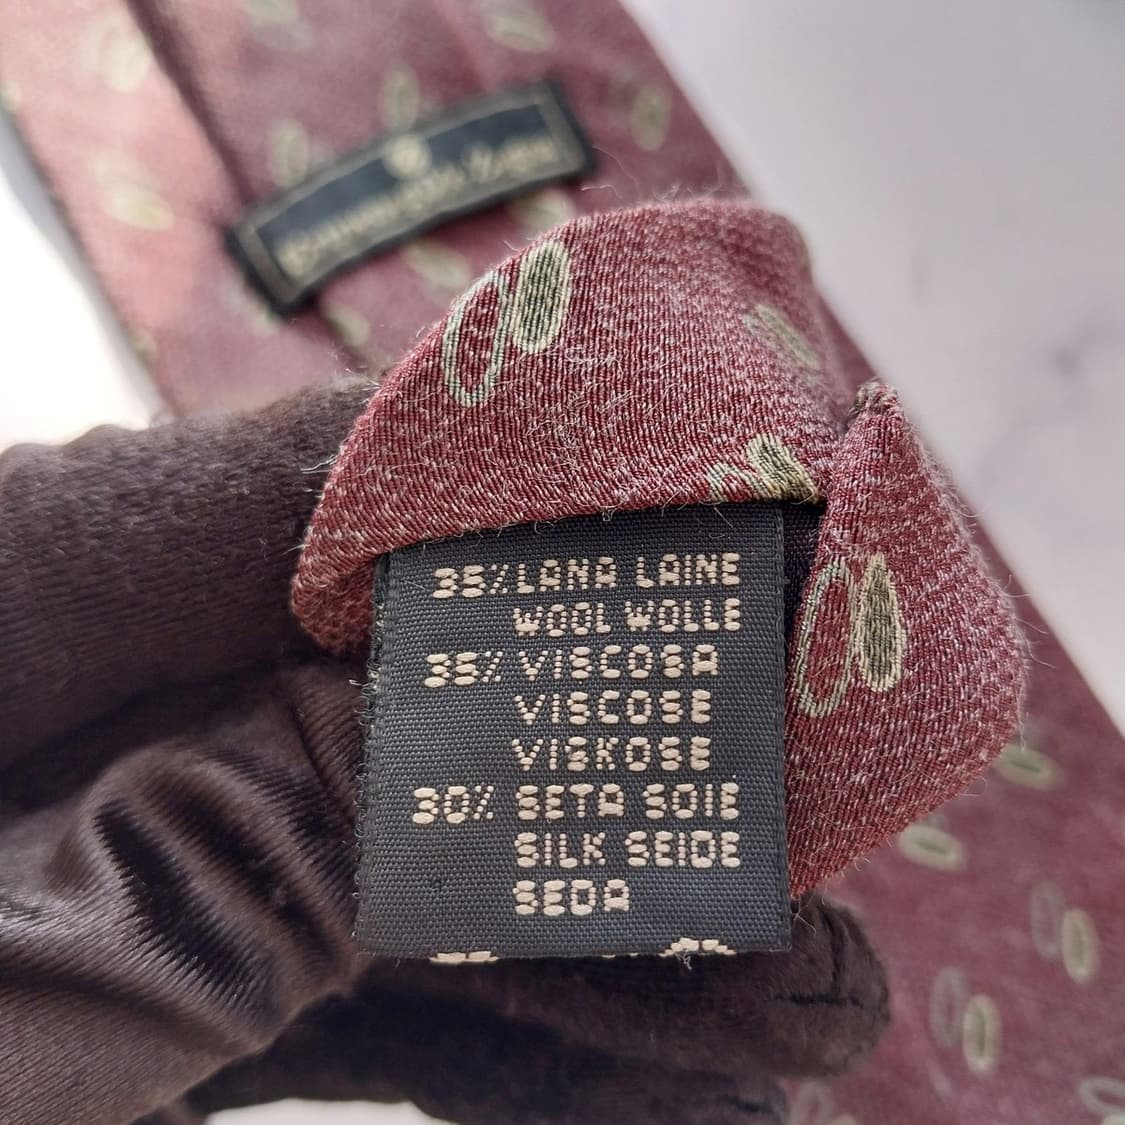 35% LANA LAINE
WOOL WOLLE
35% VISCOSA
VISCOSE
VISKOSE
30% SETA SOIE
SILK SEIDE
SEDA